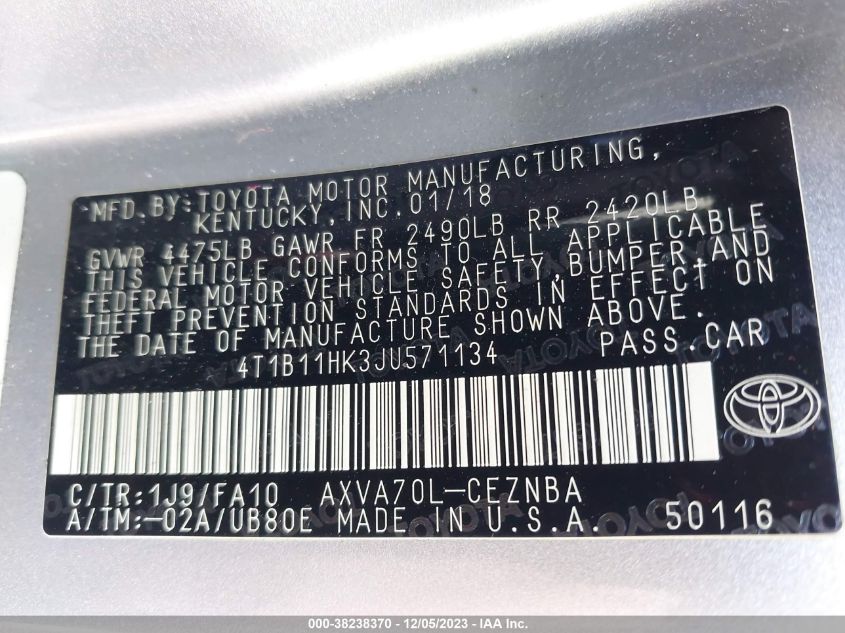 MFD.BY:TOYOTA MOTOR MANUFACTURING,
KENTUCKY,INC.01/18
GVWR 4475LB GAWR FR 2490LB RR 2420LB
THIS VEHICLE CONFORMS TO ALL APPLICABLE
FEDERAL MOTOR VEHICLE SAFETY,BUMPER,AND
THEFT PREVENTION STANDARDS IN EFFECT ON
THE DATE OF MANUFACTURE SHOWN ABOVE.
4T1B11HK3JU571134 PASS CAR
C/TR:1J9/FA10 AXVA70L-CEZNBA
A/TM:-02A/UB80E MADE IN U.S.A. 50116
000-38238370 - 12/05/2023 - IAA Inc.